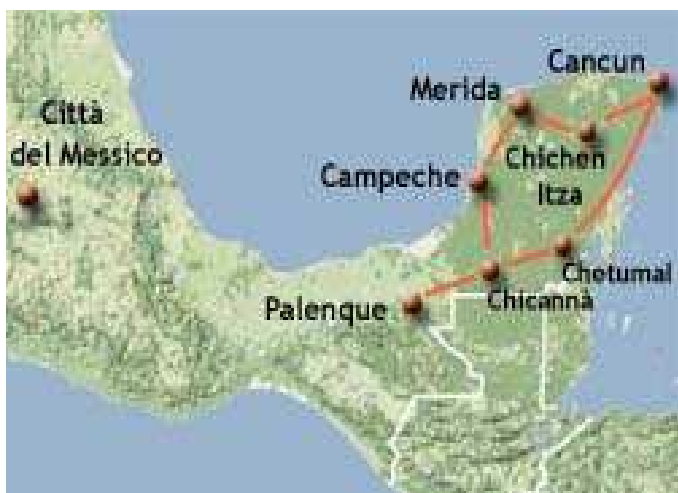 Cancun
Merida
Città
del Messico
Chichen
Itza
Campeche
Chetumal
Chicannà
Palenque